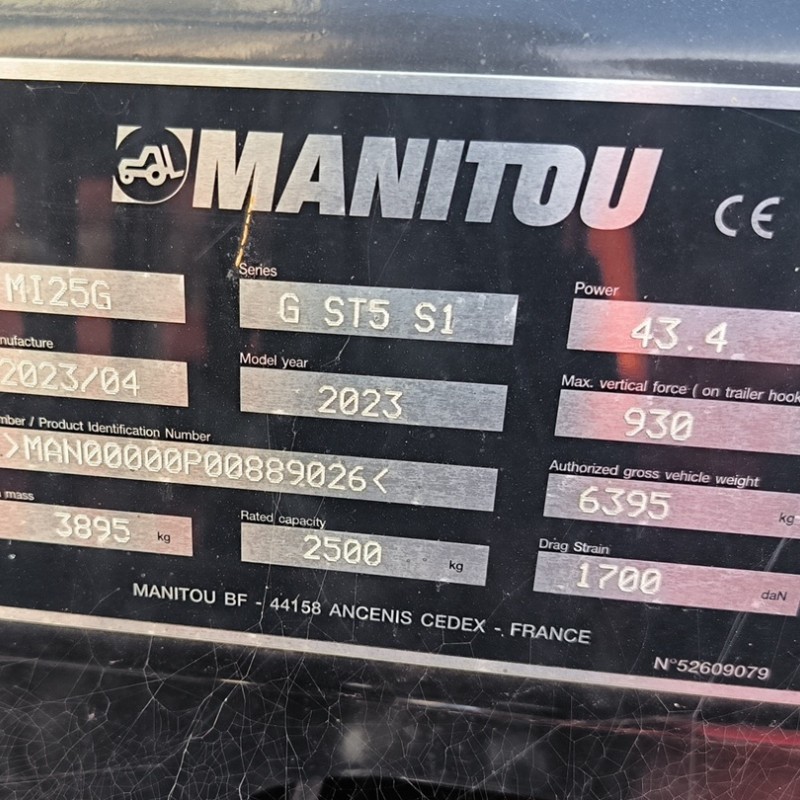 MANITOU
CE
Series
Power
MI25G
G ST5 S1
43.4
Model year
Max. vertical force ( on trailer hook
2023/04
2023
930
/ Product Identification Number
Authorized gross vehicle weight
>MAN00000P00889026<
6395 kg
mass
Rated capacity
Drag Strain
3895 kg
2500 kg
1700 daN
MANITOU BF - 44158 ANCENIS CEDEX - FRANCE
N°52609079